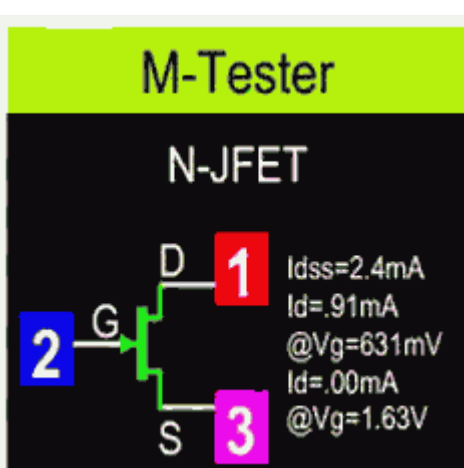 M-Tester
N-JFET
D
1
G
2
S
3
Idss=2.4mA
Id=.91mA
@Vg=631mV
Id=.00mA
@Vg=1.63V